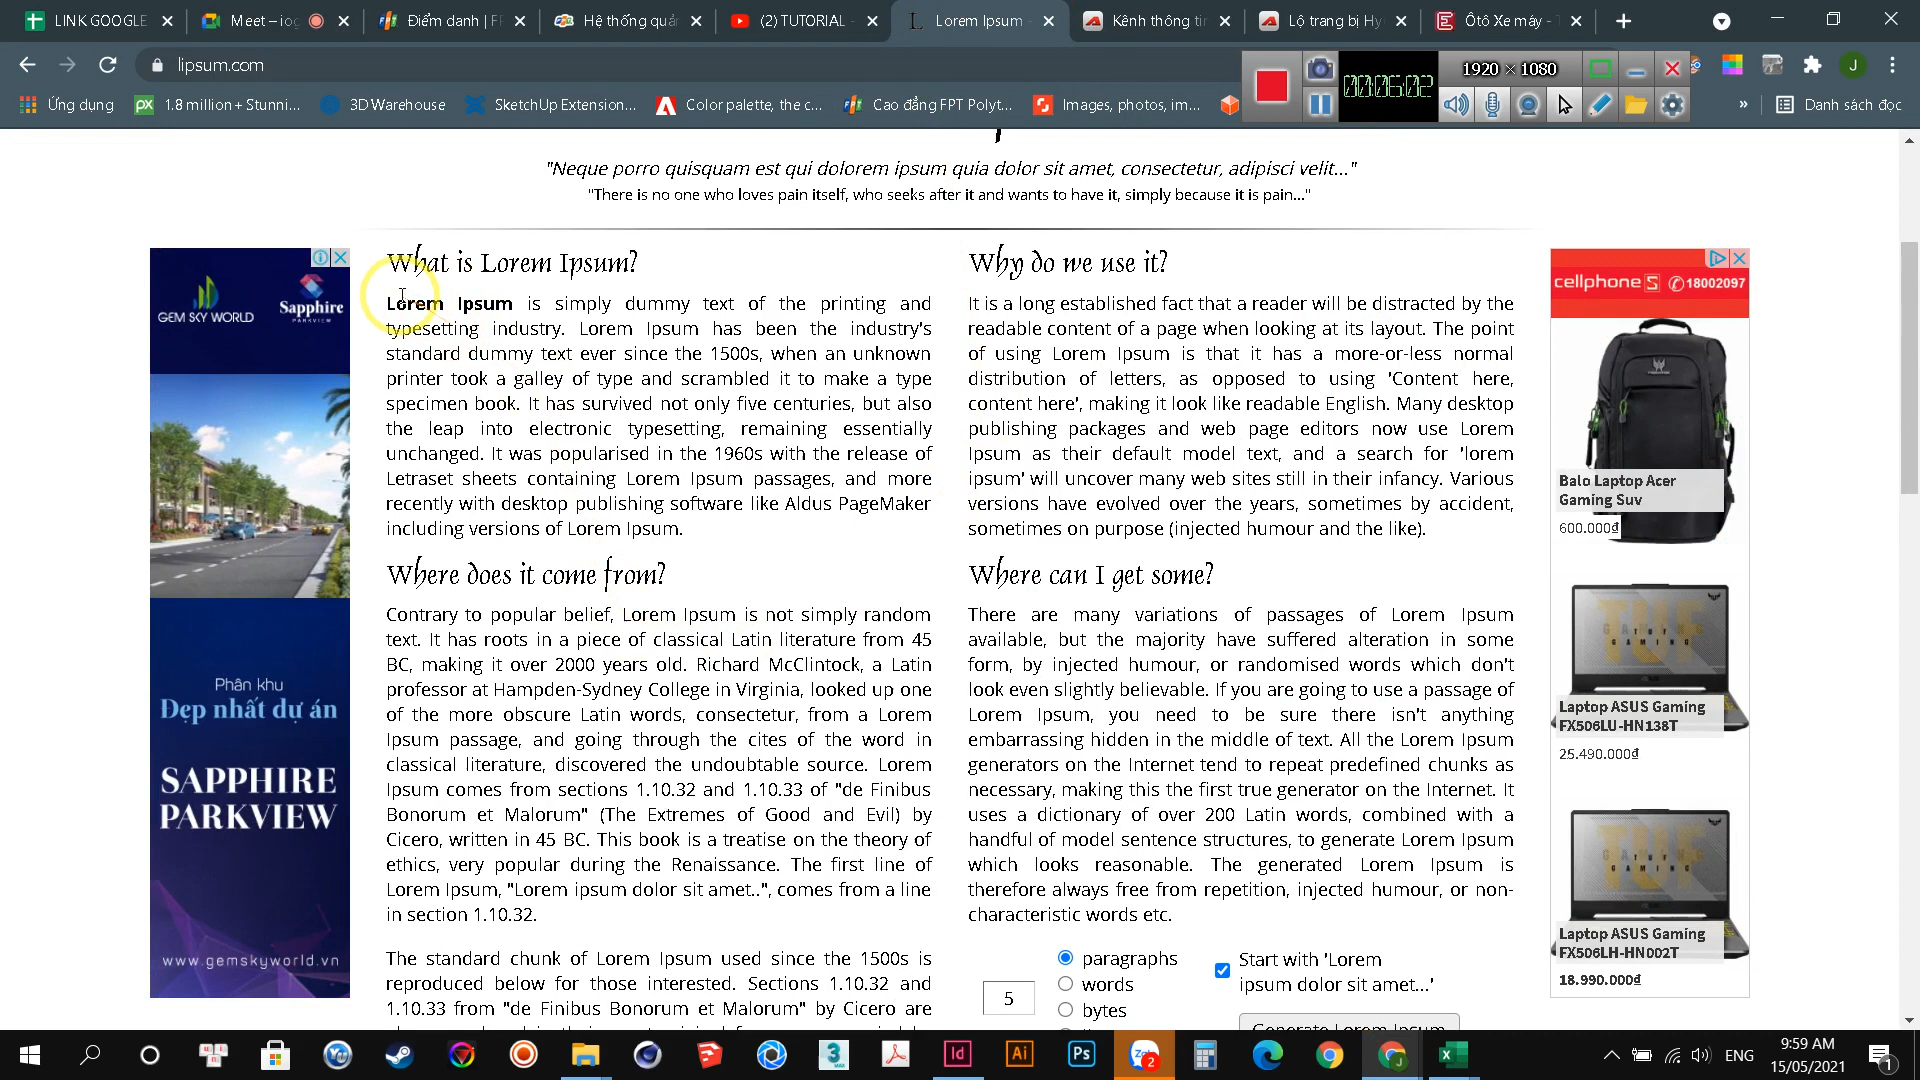 LINK GOOGLE
Meet – iog
Điểm danh | FP
Hệ thống quản
(2) TUTORIAL -
Lorem Ipsum -
Kênh thông tin
Lô trang bị Hy
Ôtô Xe máy -
lipsum.com
00:06:02
1920 × 1080
J
Ứng dụng
px
1.8 million+ Stunni...
3D Warehouse
SketchUp Extension...
Color palette, the c...
Cao đẳng FPT Polyt...
Images, photos, im...
»
Danh sách đọc
"Neque porro quisquam est qui dolorem ipsum quia dolor sit amet, consectetur, adipisci velit..."
"There is no one who loves pain itself, who seeks after it and wants to have it, simply because it is pain..."
What is Lorem Ipsum?
Lorem Ipsum is simply dummy text of the printing and
typesetting industry. Lorem Ipsum has been the industry's
standard dummy text ever since the 1500s, when an unknown
printer took a galley of type and scrambled it to make a type
specimen book. It has survived not only five centuries, but also
the leap into electronic typesetting, remaining essentially
unchanged. It was popularised in the 1960s with the release of
Letraset sheets containing Lorem Ipsum passages, and more
recently with desktop publishing software like Aldus PageMaker
including versions of Lorem Ipsum.
Where does it come from?
Contrary to popular belief, Lorem Ipsum is not simply random
text. It has roots in a piece of classical Latin literature from 45
BC, making it over 2000 years old. Richard McClintock, a Latin
professor at Hampden-Sydney College in Virginia, looked up one
of the more obscure Latin words, consectetur, from a Lorem
Ipsum passage, and going through the cites of the word in
classical literature, discovered the undoubtable source. Lorem
Ipsum comes from sections 1.10.32 and 1.10.33 of "de Finibus
Bonorum et Malorum" (The Extremes of Good and Evil) by
Cicero, written in 45 BC. This book is a treatise on the theory of
ethics, very popular during the Renaissance. The first line of
Lorem Ipsum, "Lorem ipsum dolor sit amet..", comes from a line
in section 1.10.32.
The standard chunk of Lorem Ipsum used since the 1500s is
reproduced below for those interested. Sections 1.10.32 and
1.10.33 from "de Finibus Bonorum et Malorum" by Cicero are
Why do we use it?
It is a long established fact that a reader will be distracted by the
readable content of a page when looking at its layout. The point
of using Lorem Ipsum is that it has a more-or-less normal
distribution of letters, as opposed to using 'Content here,
content here', making it look like readable English. Many desktop
publishing packages and web page editors now use Lorem
Ipsum as their default model text, and a search for 'lorem
ipsum' will uncover many web sites still in their infancy. Various
versions have evolved over the years, sometimes by accident,
sometimes on purpose (injected humour and the like).
Where can I get some?
There are many variations of passages of Lorem Ipsum
available, but the majority have suffered alteration in some
form, by injected humour, or randomised words which don't
look even slightly believable. If you are going to use a passage of
Lorem Ipsum, you need to be sure there isn't anything
embarrassing hidden in the middle of text. All the Lorem Ipsum
generators on the Internet tend to repeat predefined chunks as
necessary, making this the first true generator on the Internet. It
uses a dictionary of over 200 Latin words, combined with a
handful of model sentence structures, to generate Lorem Ipsum
which looks reasonable. The generated Lorem Ipsum is
therefore always free from repetition, injected humour, or non-
characteristic words etc.
5
paragraphs
words
bytes
Start with 'Lorem
ipsum dolor sit amet...'
Generate Lorem Ipsum
GEM SKY WORLD
Sapphire
PARKVIEW
Phân khu
Đẹp nhất dự án
SAPPHIRE
PARKVIEW
www.gemskyworld.vn
cellphone S 18002097
Balo Laptop Acer
Gaming Suv
600.000₫
TUF
GAMING
Laptop ASUS Gaming
FX506LU-HN138T
25.490.000₫
TUF
GAMING
Laptop ASUS Gaming
FX506LH-HN002T
18.990.000₫
3
Id
Ai
Ps
2
J
ENG
9:59 AM
15/05/2021
1